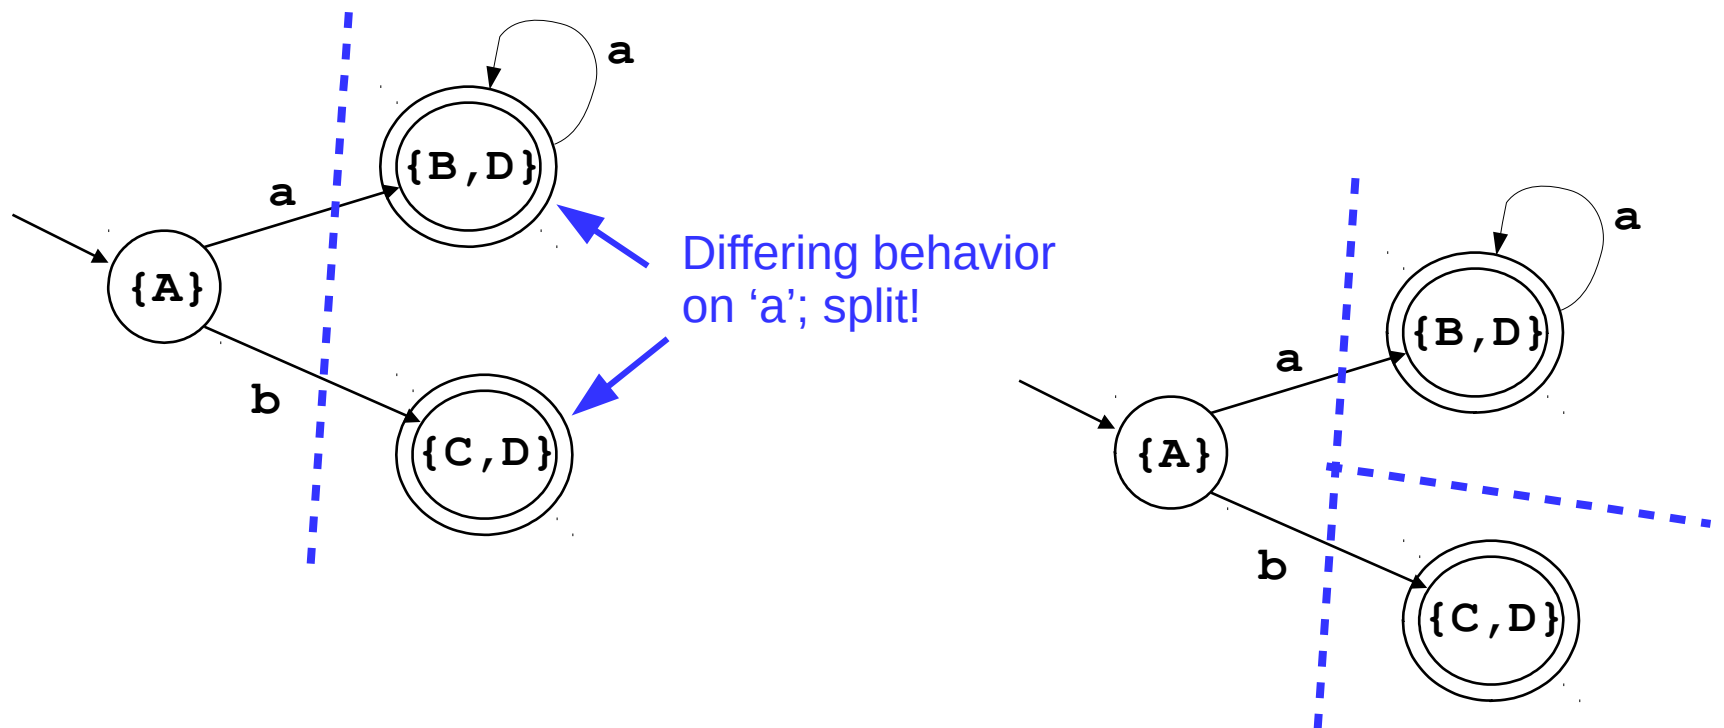 a
{B,D}
a
{A}
Differing behavior
on ‘a’; split!
b
{C,D}
a
{B,D}
a
{A}
b
{C,D}